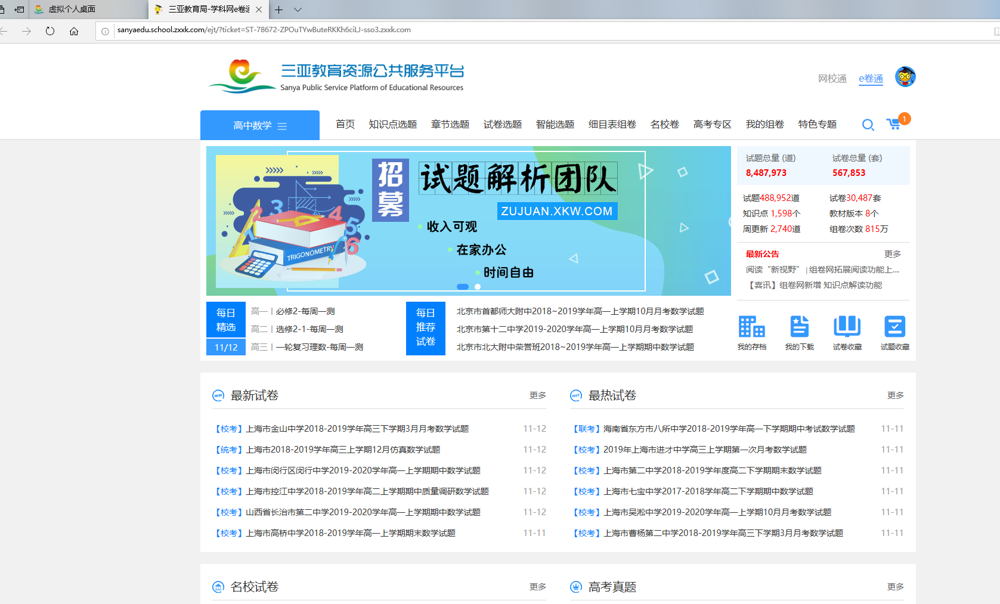 虚拟个人桌面
三亚教育局-学科网e卷通
sanyaedu.school.zxxk.com/ejt/?ticket=ST-78672-ZPOuTYwButeRKKh6ciLJ-sso3.zxxk.com
三亚教育资源公共服务平台
Sanya Public Service Platform of Educational Resources
网校通 e卷通
高中数学 首页 知识点选题 章节选题 试卷选题 智能选题 细目表组卷 名校卷 高考专区 我的组卷 特色专题 1
招募
试题解析团队
ZUJUAN.XKW.COM
收入可观
在家办公
时间自由
TRIGONOMETRY
1 2 3 4 5 6
试题总量 (道) 试卷总量 (套)
8,487,973 567,853
试题488,952道 试卷30,487套
知识点 1,598个 教材版本 8个
周更新 2,740道 组卷次数 815万
最新公告 更多
阅读“新视野” | 组卷网拓展阅读功能上...
【喜讯】组卷网新增 知识点解读功能
每日
精选
11/12
高一 | 必修2-每周一测
高二 | 选修2-1-每周一测
高三 | 一轮复习理数-每周一测
每日
推荐
试卷
北京市首都师大附中2018~2019学年高一上学期10月月考数学试题
北京市第十二中学2019-2020学年高一上学期10月月考数学试题
北京市北大附中荣誉班2018~2019学年高一上学期期中数学试题
我的存档 我的下载 试卷收藏 试题收藏
NEW 最新试卷 更多
【校考】上海市金山中学2018-2019学年高三下学期3月月考数学试题 11-12
【统考】上海市2018-2019学年高三上学期12月仿真数学试题 11-12
【校考】上海市闵行区闵行中学2019-2020学年高一上学期期中数学试题 11-12
【校考】上海市控江中学2018-2019学年高二上学期期中质量调研数学试题 11-12
【校考】山西省长治市第二中学2019-2020学年高一上学期期中数学试题 11-12
【校考】上海市高桥中学2018-2019学年高一上学期期末数学试题 11-11
HOT 最热试卷 更多
【联考】海南省东方市八所中学2018-2019学年高一下学期期中考试数学试题 11-11
【校考】2019年上海市进才中学高三上学期第一次月考数学试题 11-11
【校考】上海市第二中学2018-2019学年度高二下学期期末数学试题 11-11
【校考】上海市七宝中学2017-2018学年高二下学期期中数学试题 11-11
【校考】上海市吴淞中学2019-2020学年高一上学期10月月考数学试题 11-11
【校考】上海市曹杨第二中学2018-2019学年高三下学期3月月考数学试题 11-11
名校试卷 更多
高考真题 更多